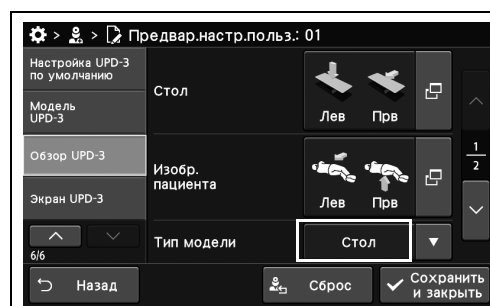 > > Предвар.настр.польз.: 01
Настройка UPD-3
по умолчанию
Модель
UPD-3
Обзор UPD-3
Экран UPD-3
6/6
Стол
Лев Прв
Изобр.
пациента
Лев Прв
Тип модели
Стол
1
2
Назад
Сброс
Сохранить
и закрыть